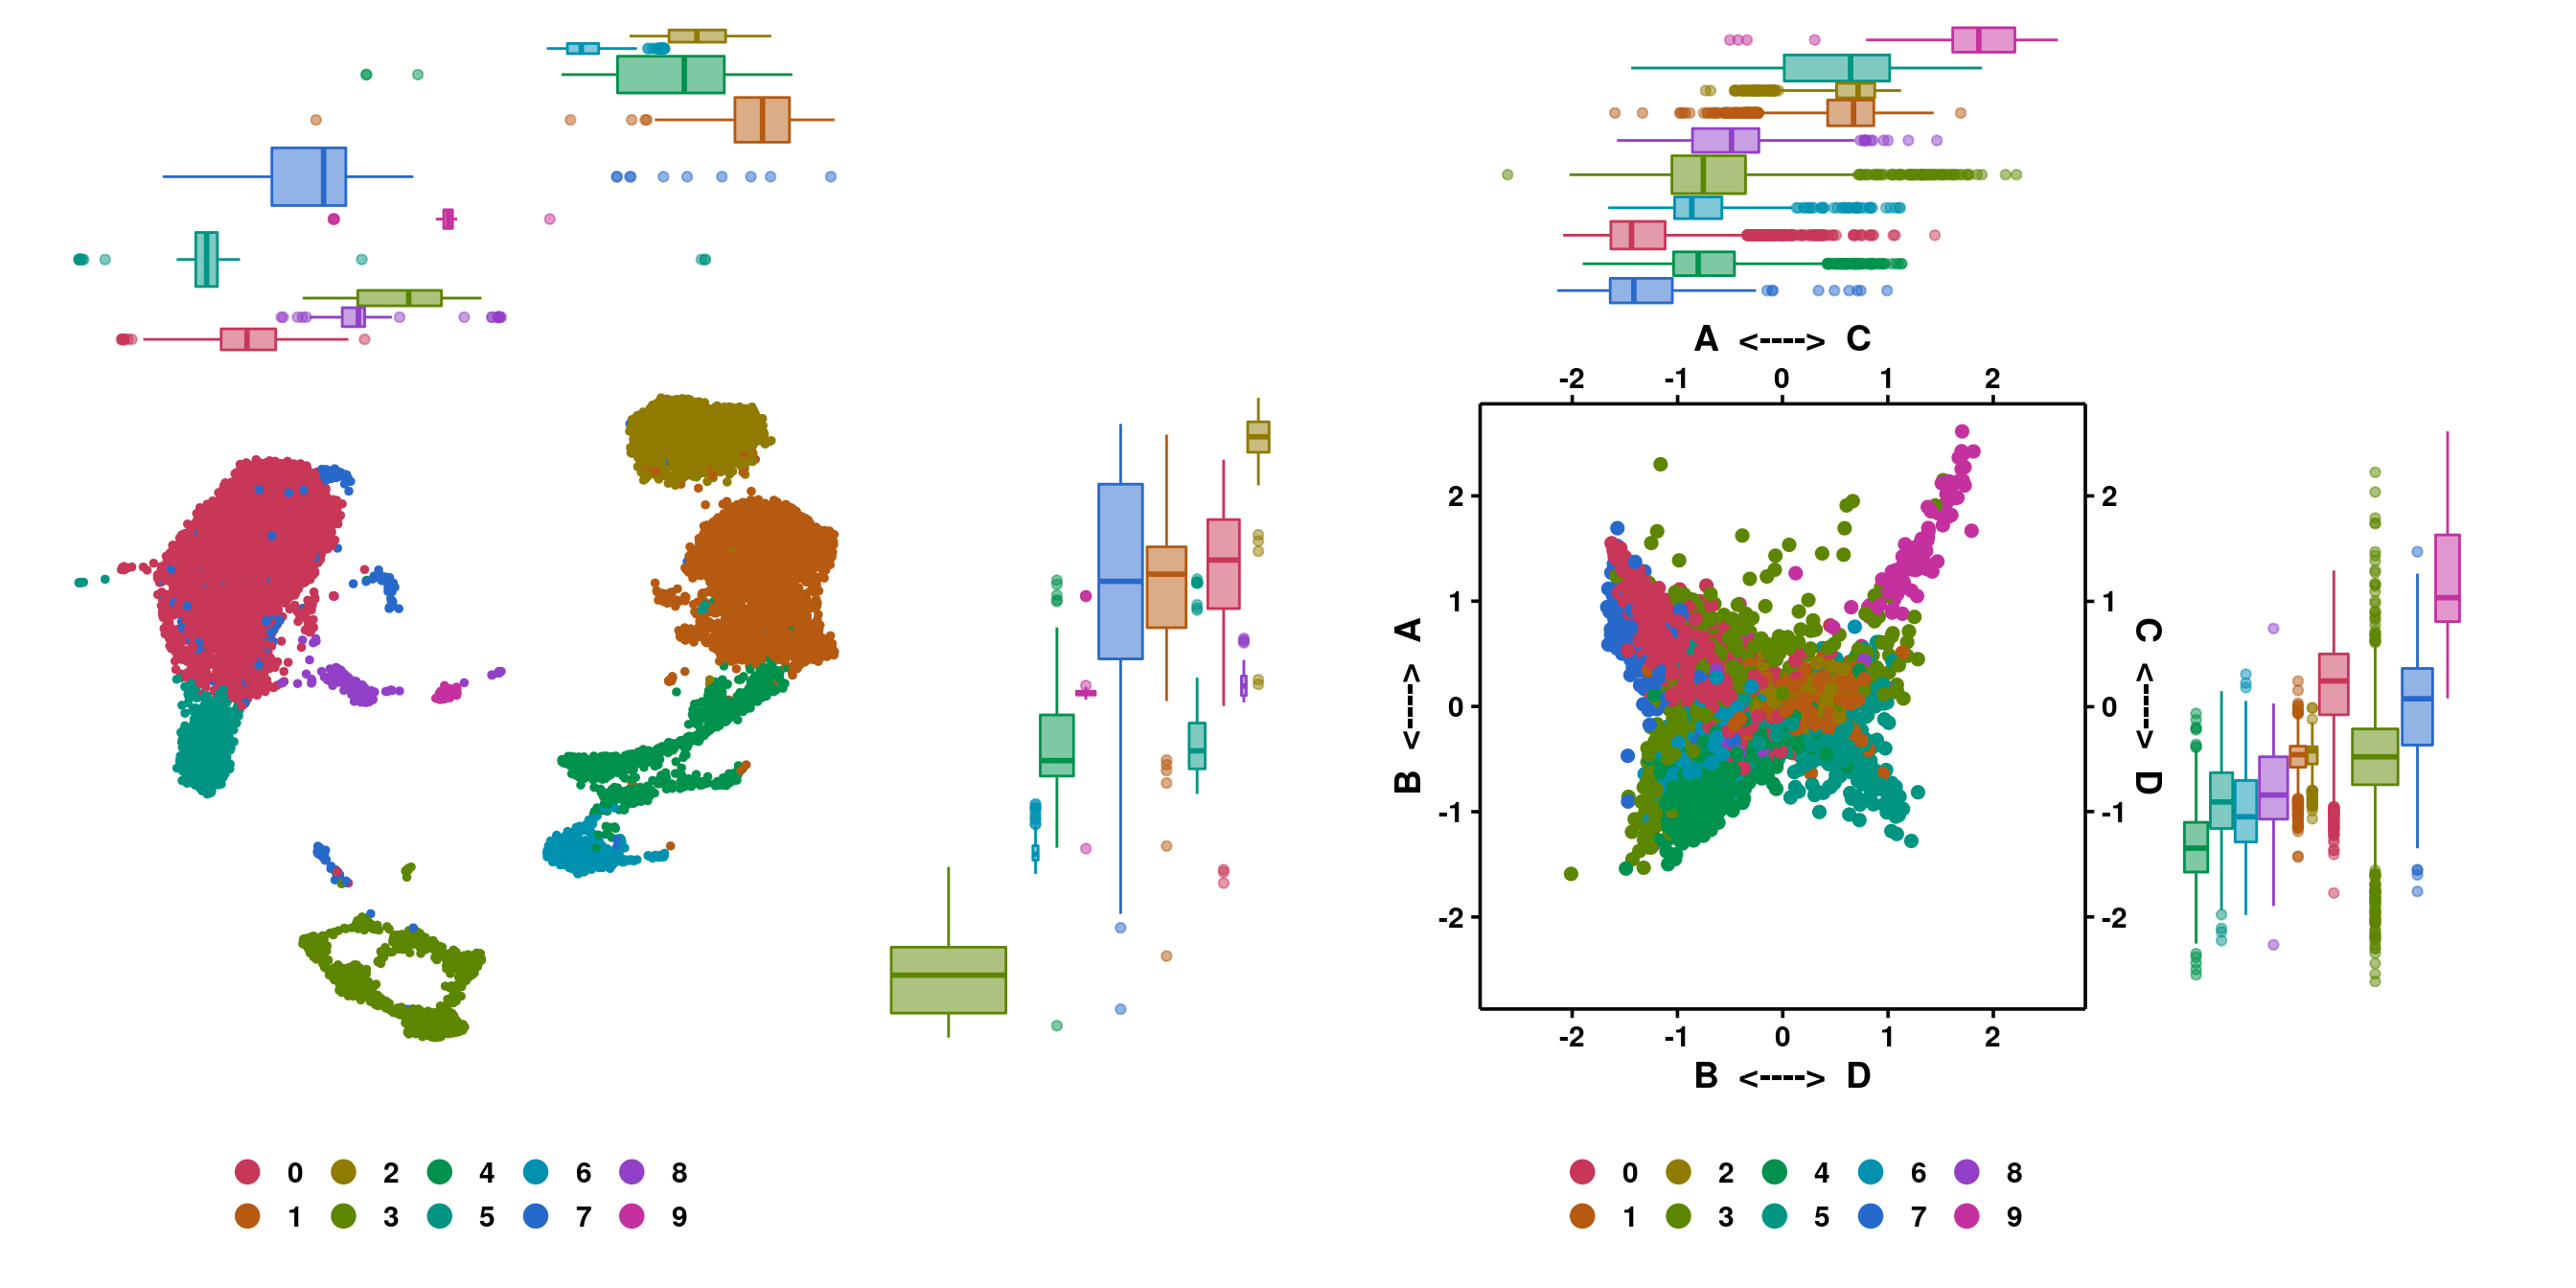 A <----> C
-2 -1 0 1 2
2 2
1 1
0 0
-1 -1
-2 -2
B <----> A
C <----> D
-2 -1 0 1 2
B <----> D
0 2 4 6 8
1 3 5 7 9
0 2 4 6 8
1 3 5 7 9